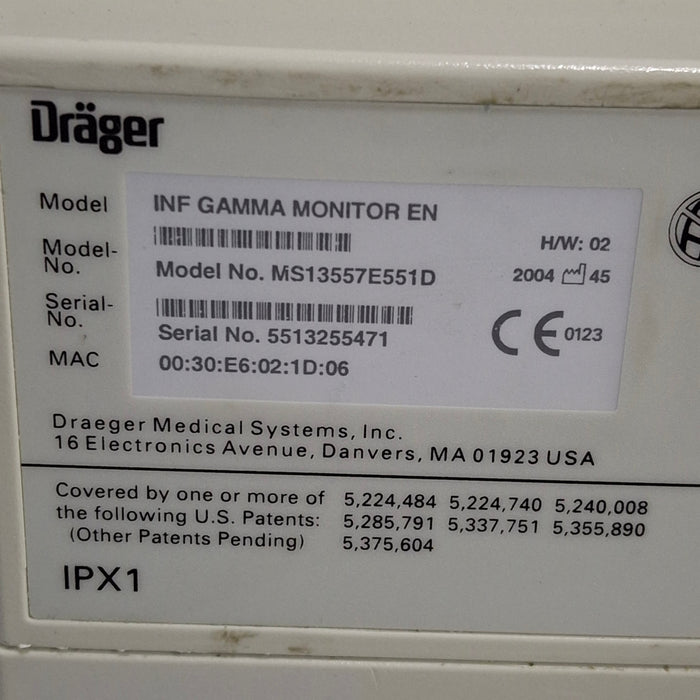 Dräger
Model INF GAMMA MONITOR EN
H/W: 02
Model-No. Model No. MS13557E551D
2004 45
Serial-No. Serial No. 5513255471
CE 0123
MAC 00:30:E6:02:1D:06
Draeger Medical Systems, Inc.
16 Electronics Avenue, Danvers, MA 01923 USA
Covered by one or more of 5,224,484 5,224,740 5,240,008
the following U.S. Patents: 5,285,791 5,337,751 5,355,890
(Other Patents Pending) 5,375,604
IPX1